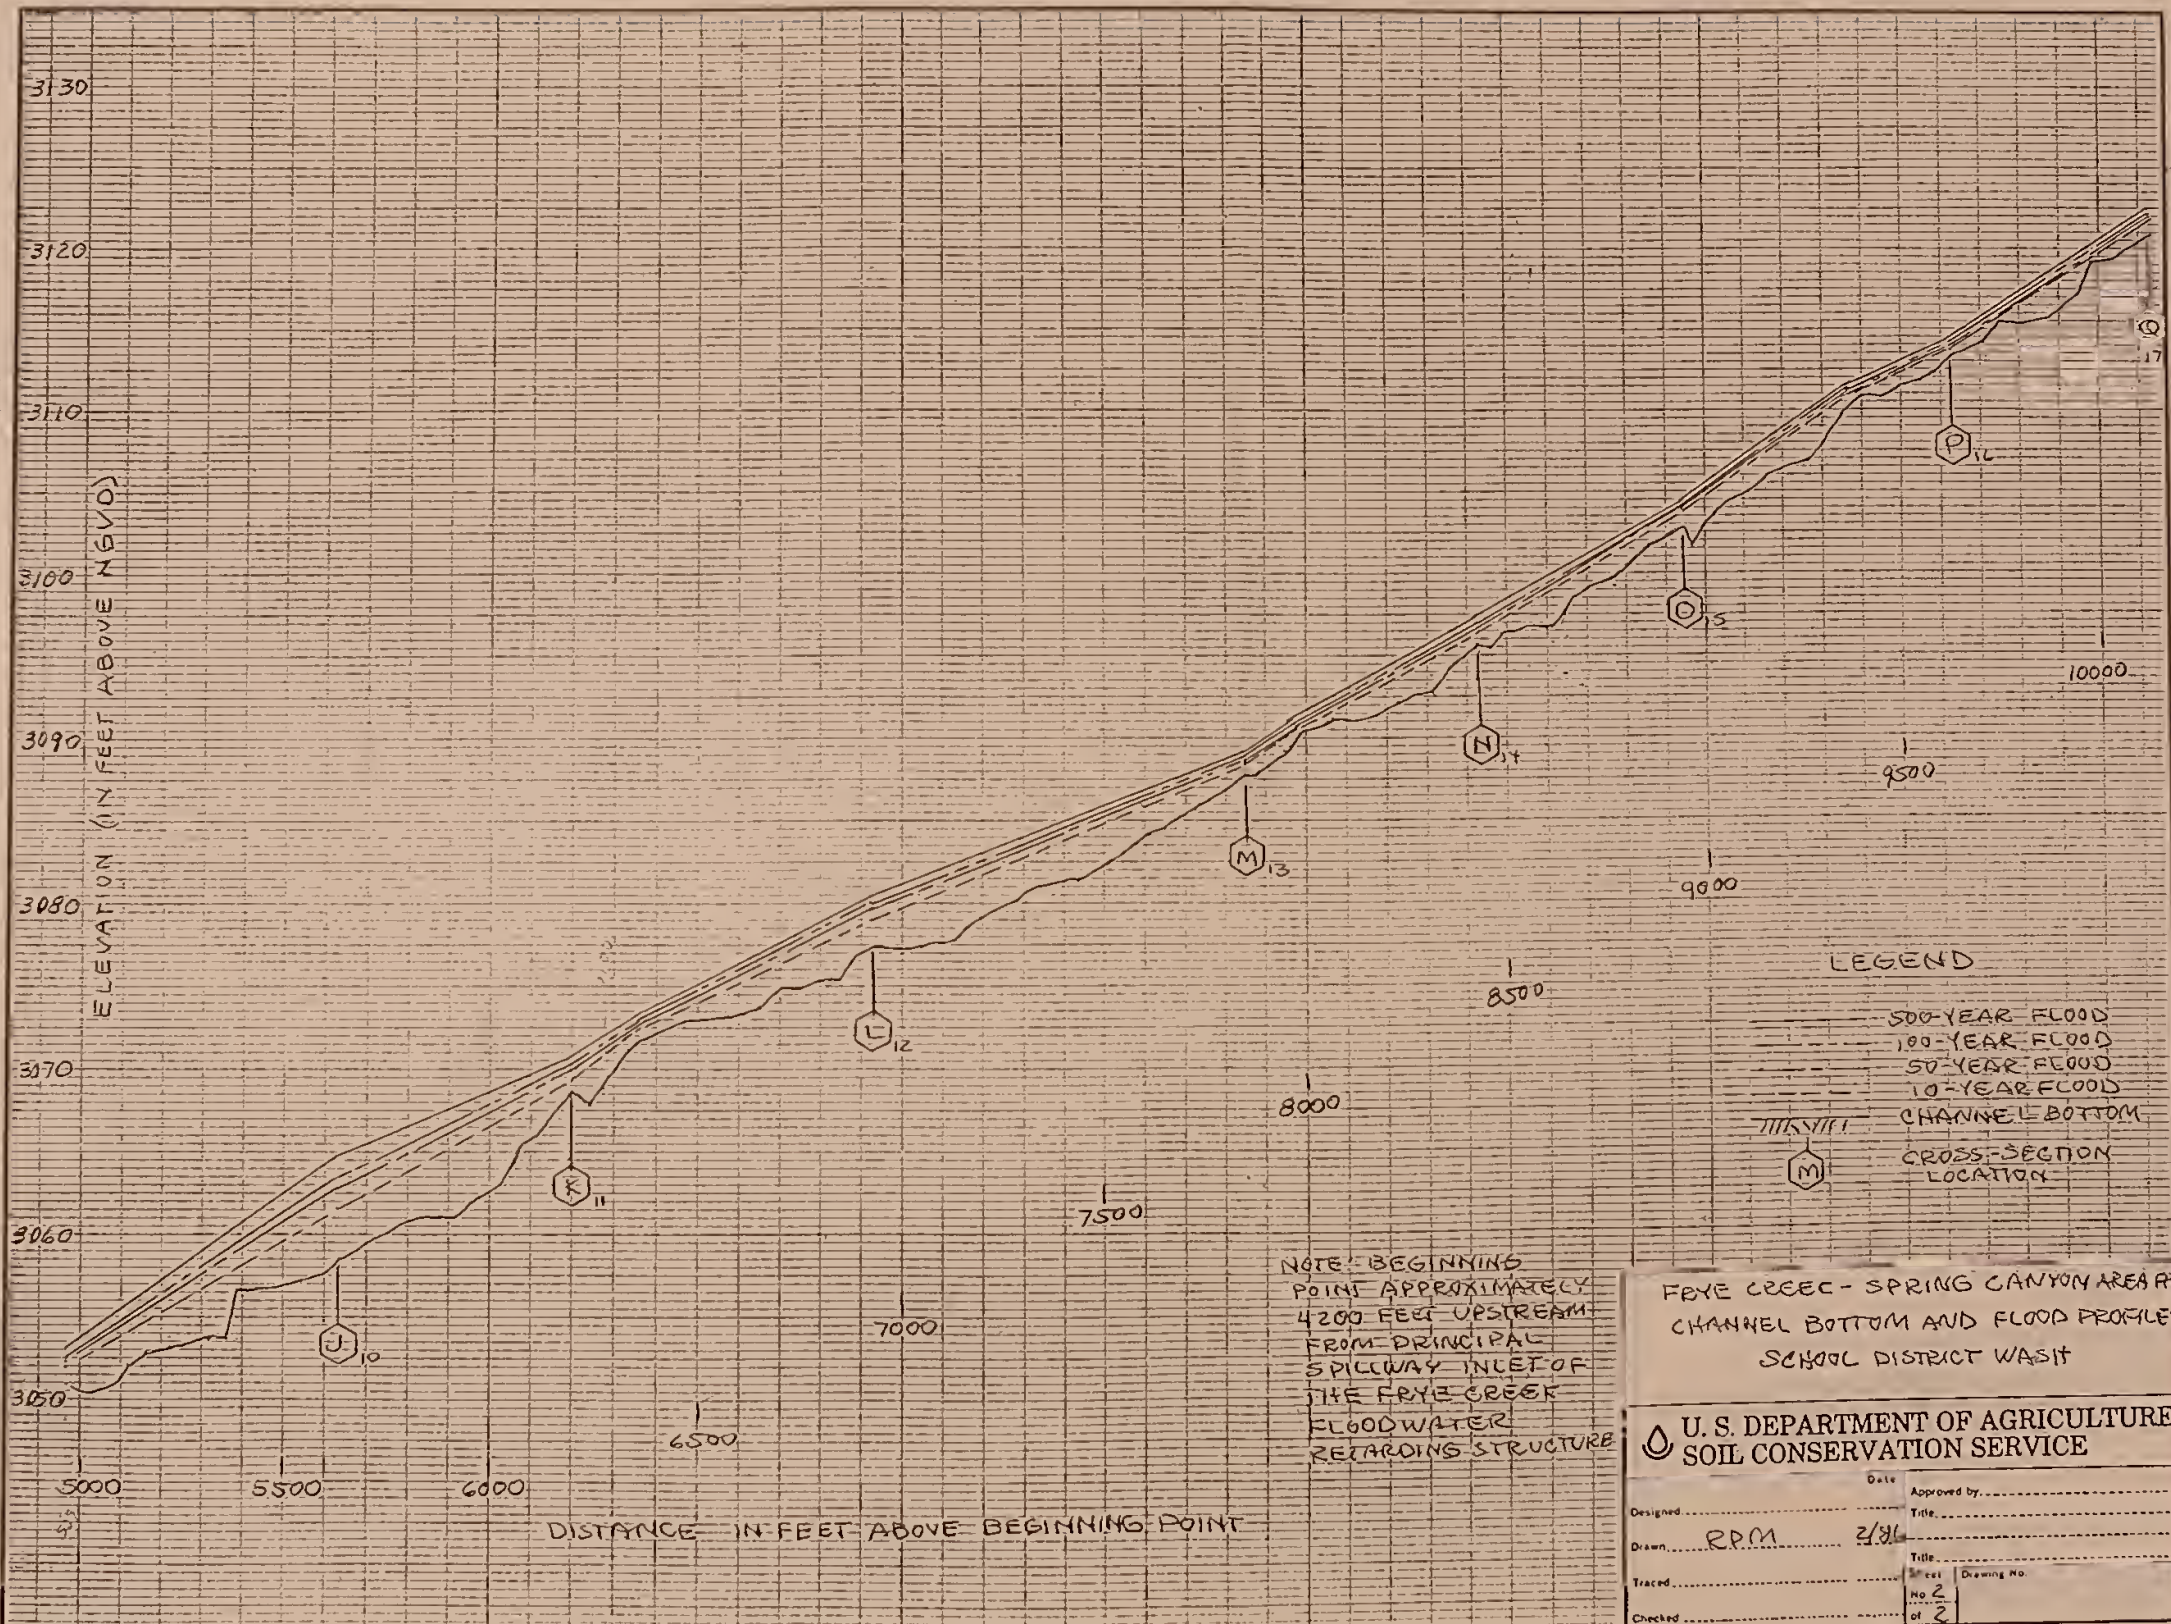 3130
3120
3110
3100
3090
3080
3070
3060
3050
ELEVATION (IN FEET ABOVE NGVD)
5000
5500
6000
6500
7000
7500
8000
8500
9000
9500
10000
DISTANCE IN FEET ABOVE BEGINNING POINT
J 10
K 11
L 12
M 13
N 14
O 15
P 16
Q 17
LEGEND
500-YEAR FLOOD
100-YEAR FLOOD
50-YEAR FLOOD
10-YEAR FLOOD
CHANNEL BOTTOM
M
CROSS-SECTION
LOCATION
NOTE: BEGINNING
POINT APPROXIMATELY
4200 FEET UPSTREAM
FROM PRINCIPAL
SPILLWAY INLET OF
THE FRYE CREEK
FLOODWATER
RETARDING STRUCTURE
FRYE CREEC - SPRING CANYON AREA
CHANNEL BOTTOM AND FLOOD PROFILE
SCHOOL DISTRICT WASH
U. S. DEPARTMENT OF AGRICULTURE
SOIL CONSERVATION SERVICE
Date
Designed
Drawn RPM
Traced
Checked
Approved by
Title
Title
Sheet
No 2
of 2
Drawing No.